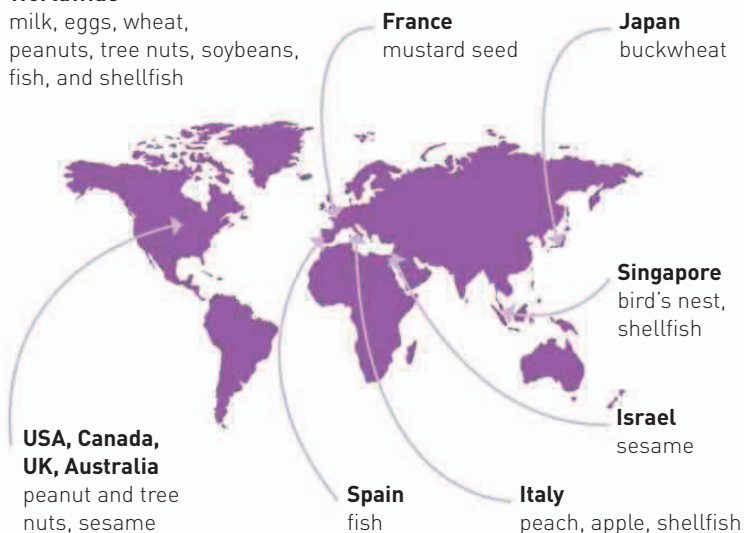 Worldwide
milk, eggs, wheat,
peanuts, tree nuts, soybeans,
fish, and shellfish
France
mustard seed
Japan
buckwheat
Singapore
bird's nest,
shellfish
Israel
sesame
USA, Canada,
UK, Australia
peanut and tree
nuts, sesame
Spain
fish
Italy
peach, apple, shellfish